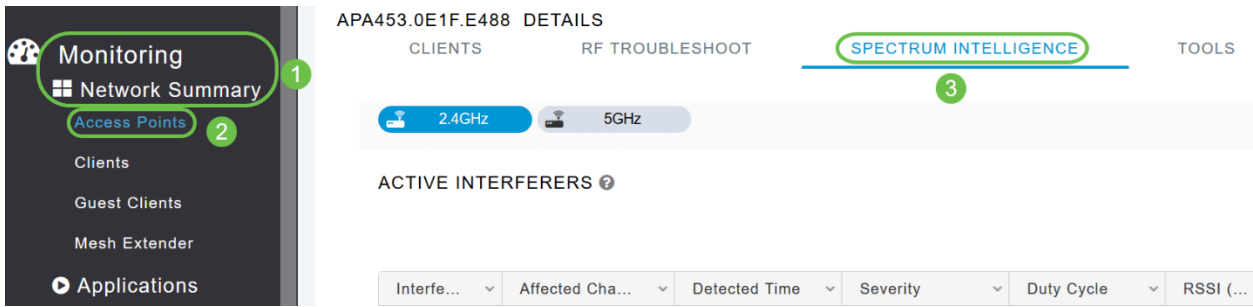 APA453.0E1F.E488 DETAILS
Monitoring
1
Network Summary
Access Points
2
Clients
Guest Clients
Mesh Extender
Applications
CLIENTS
RF TROUBLESHOOT
SPECTRUM INTELLIGENCE
TOOLS
3
2.4GHz
5GHz
ACTIVE INTERFERERS ?
Interfe... Affected Cha... Detected Time Severity Duty Cycle RSSI (...